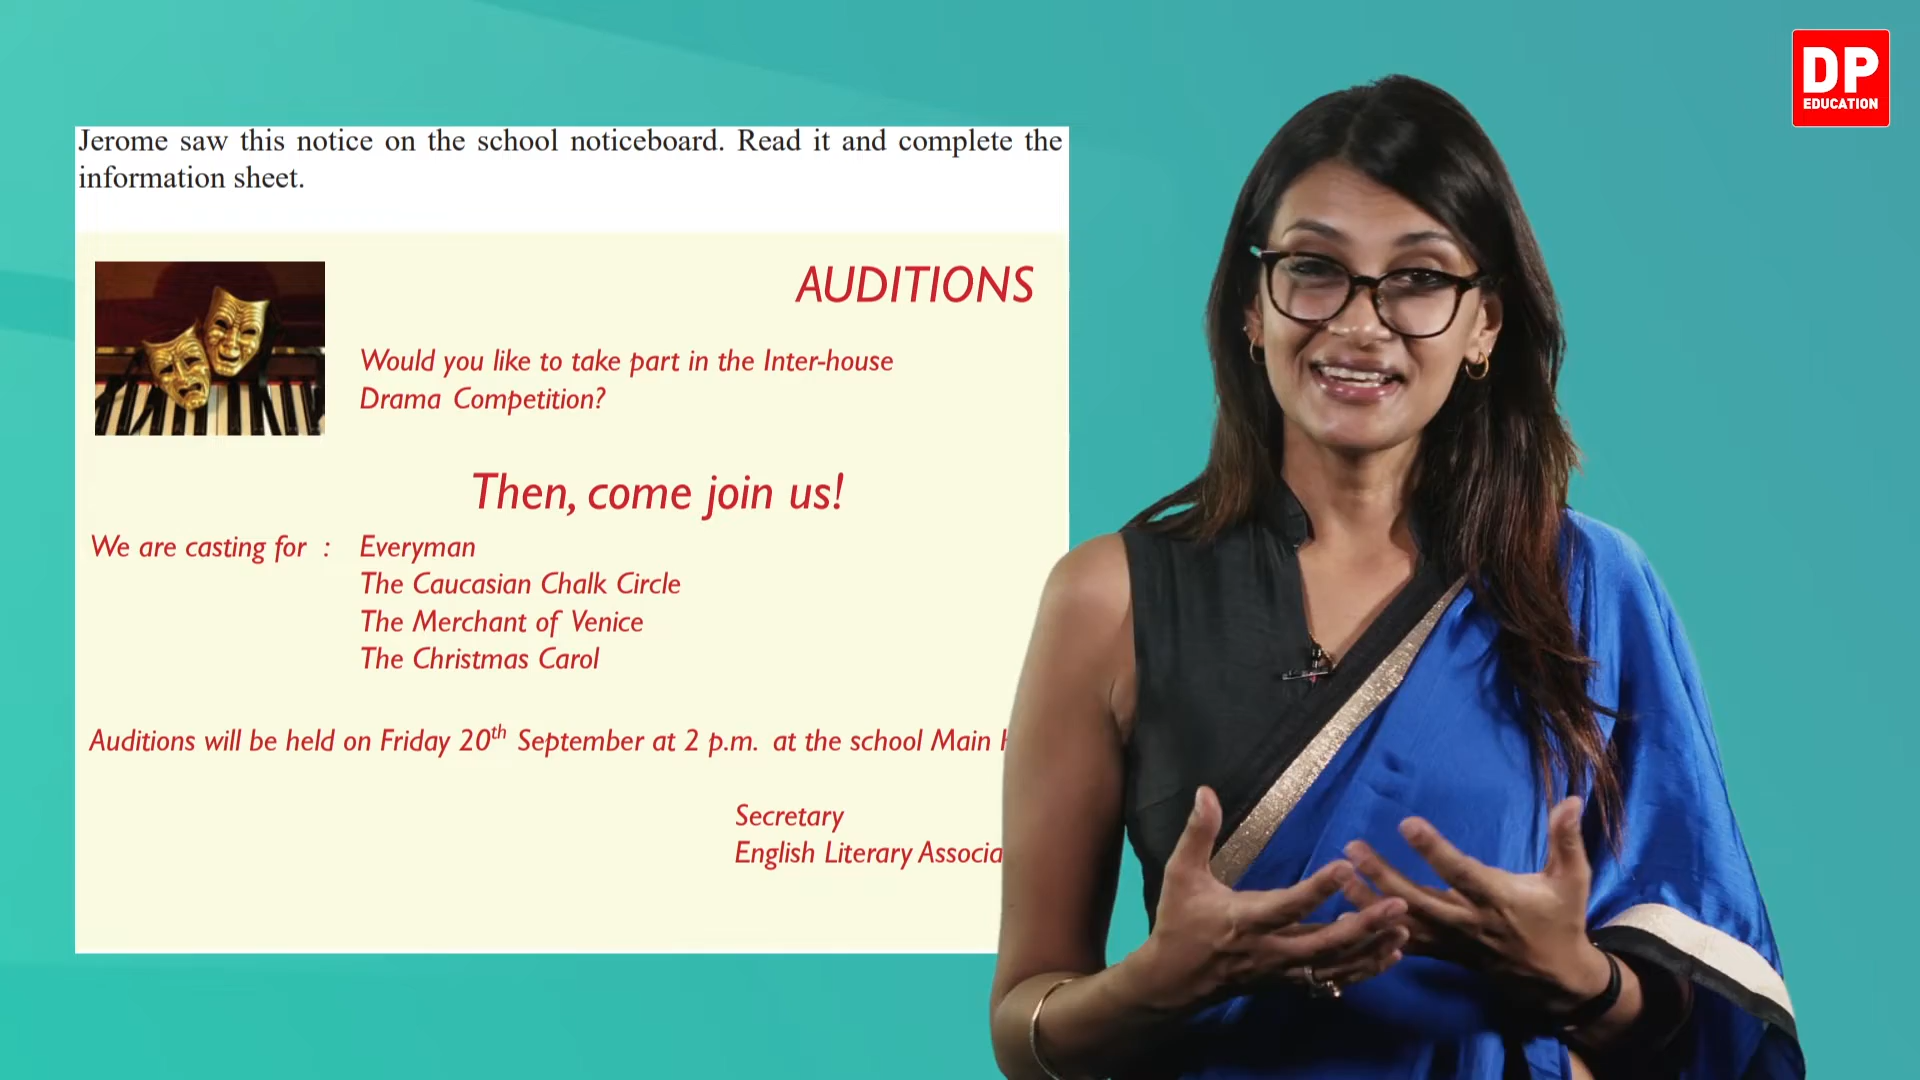 DP
EDUCATION
Jerome saw this notice on the school noticeboard. Read it and complete the
information sheet.
AUDITIONS
Would you like to take part in the Inter-house
Drama Competition?
Then, come join us!
We are casting for : Everyman
The Caucasian Chalk Circle
The Merchant of Venice
The Christmas Carol
Auditions will be held on Friday 20th September at 2 p.m. at the school Main
Secretary
English Literary